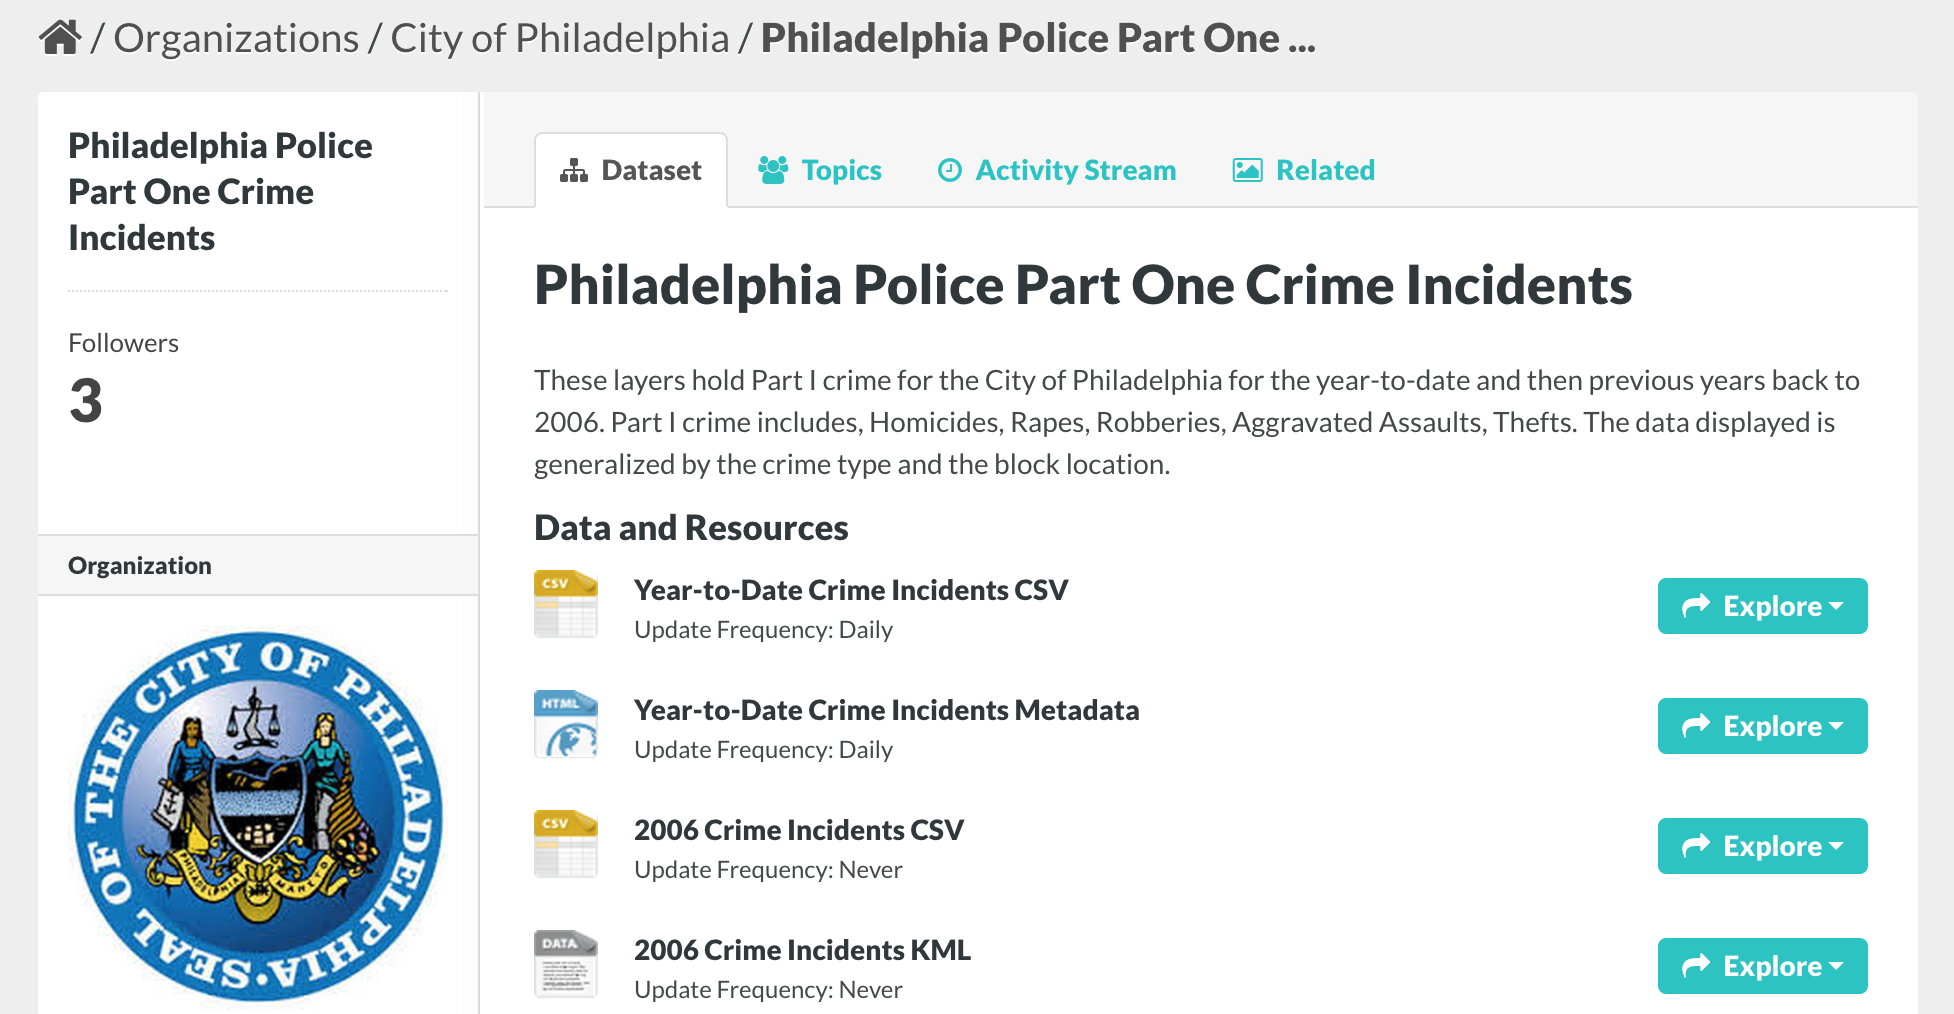 / Organizations / City of Philadelphia / Philadelphia Police Part One ...
Philadelphia Police
Part One Crime
Incidents
Followers
3
Organization
SEAL OF THE CITY OF PHILADELPHIA
Dataset
Topics
Activity Stream
Related
Philadelphia Police Part One Crime Incidents
These layers hold Part I crime for the City of Philadelphia for the year-to-date and then previous years back to
2006. Part I crime includes, Homicides, Rapes, Robberies, Aggravated Assaults, Thefts. The data displayed is
generalized by the crime type and the block location.
Data and Resources
CSV
Year-to-Date Crime Incidents CSV
Update Frequency: Daily
Explore
HTML
Year-to-Date Crime Incidents Metadata
Update Frequency: Daily
Explore
CSV
2006 Crime Incidents CSV
Update Frequency: Never
Explore
DATA
2006 Crime Incidents KML
Update Frequency: Never
Explore